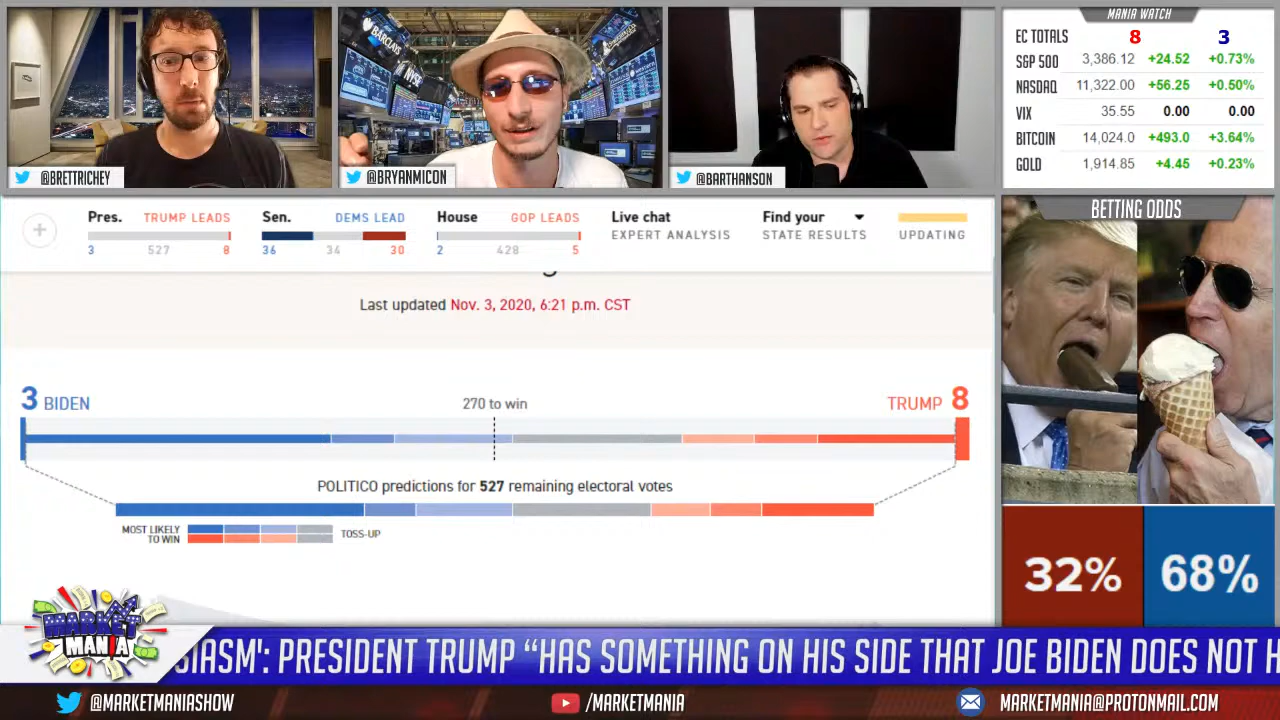 BARCLAYS
NYSE
@BRETTRICHEY
@BRYANMICON
@BARTHANSON
MANIA WATCH
EC TOTALS 8 3
S&P 500 3,386.12 +24.52 +0.73%
NASDAQ 11,322.00 +56.25 +0.50%
VIX 35.55 0.00 0.00
BITCOIN 14,024.0 +493.0 +3.64%
GOLD 1,914.85 +4.45 +0.23%
Pres. TRUMP LEADS
3 527 8
Sen. DEMS LEAD
36 34 30
House GOP LEADS
2 428 5
Live chat
EXPERT ANALYSIS
Find your
STATE RESULTS
UPDATING
Last updated Nov. 3, 2020, 6:21 p.m. CST
3 BIDEN
270 to win
TRUMP 8
POLITICO predictions for 527 remaining electoral votes
MOST LIKELY
TO WIN
TOSS-UP
BETTING ODDS
32% 68%
MARKET
MANIA
SIASM': PRESIDENT TRUMP “HAS SOMETHING ON HIS SIDE THAT JOE BIDEN DOES NOT H
@MARKETMANIASHOW
/MARKETMANIA
MARKETMANIA@PROTONMAIL.COM